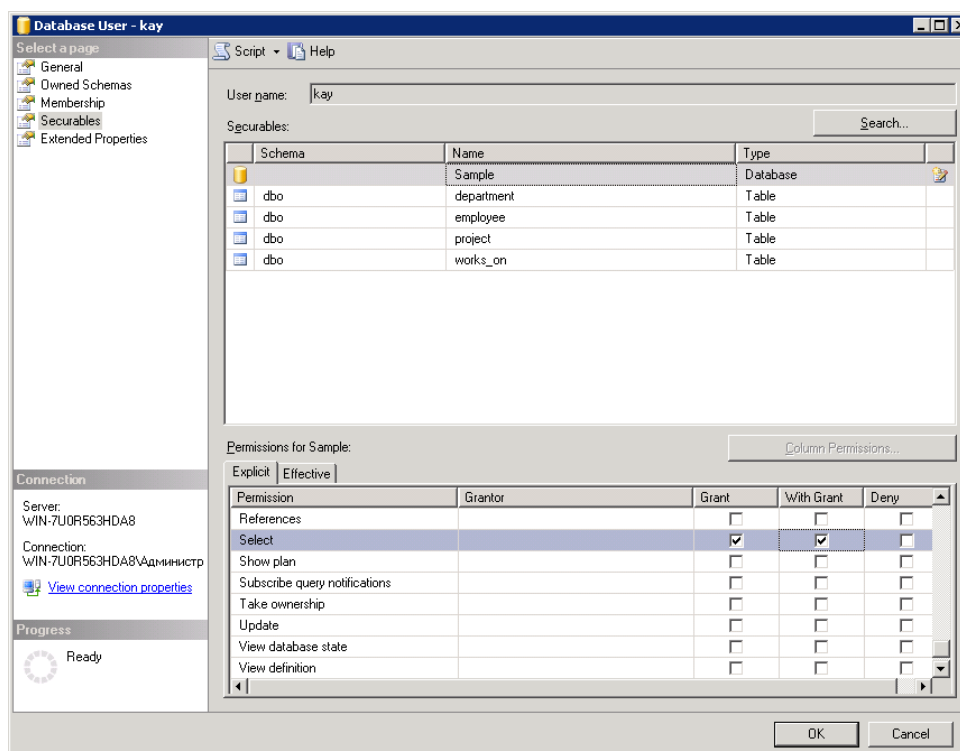 Database User - kay
Select a page
General
Owned Schemas
Membership
Securables
Extended Properties
Script Help
User name: kay
Securables: Search...
Schema Name Type
Sample Database
dbo department Table
dbo employee Table
dbo project Table
dbo works_on Table
Permissions for Sample: Column Permissions...
Explicit Effective
Permission Grantor Grant With Grant Deny
References
Select
Show plan
Subscribe query notifications
Take ownership
Update
View database state
View definition
Connection
Server:
WIN-7U0R563HDA8
Connection:
WIN-7U0R563HDA8\Администр
View connection properties
Progress
Ready
OK Cancel